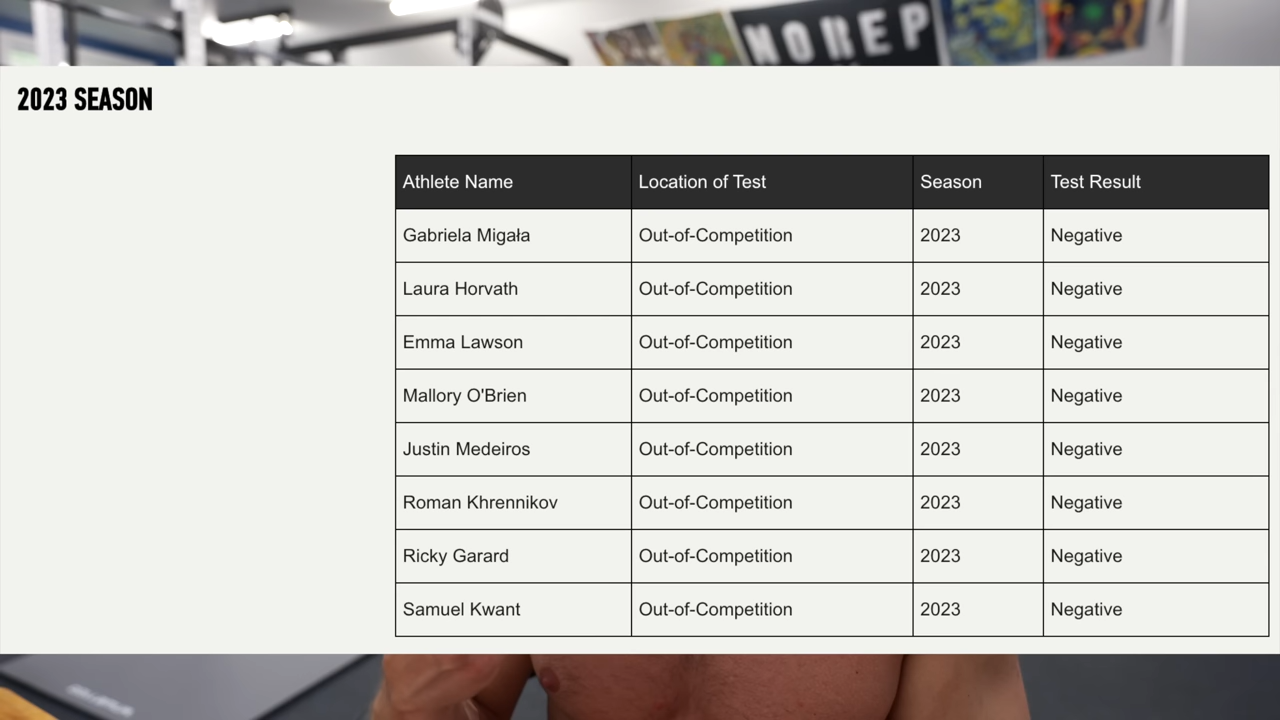 NOREP
2023 SEASON
Athlete Name Location of Test Season Test Result
Gabriela Migała Out-of-Competition 2023 Negative
Laura Horvath Out-of-Competition 2023 Negative
Emma Lawson Out-of-Competition 2023 Negative
Mallory O'Brien Out-of-Competition 2023 Negative
Justin Medeiros Out-of-Competition 2023 Negative
Roman Khrennikov Out-of-Competition 2023 Negative
Ricky Garard Out-of-Competition 2023 Negative
Samuel Kwant Out-of-Competition 2023 Negative